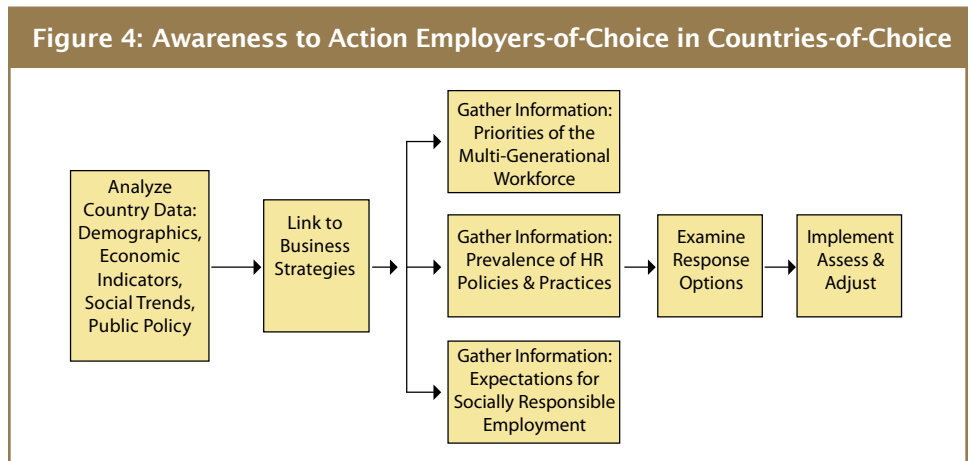 Figure 4: Awareness to Action Employers-of-Choice in Countries-of-Choice
Analyze
Country Data:
Demographics,
Economic
Indicators,
Social Trends,
Public Policy
Link to
Business
Strategies
Gather Information:
Priorities of the
Multi-Generational
Workforce
Gather Information:
Prevalence of HR
Policies & Practices
Gather Information:
Expectations for
Socially Responsible
Employment
Examine
Response
Options
Implement
Assess &
Adjust